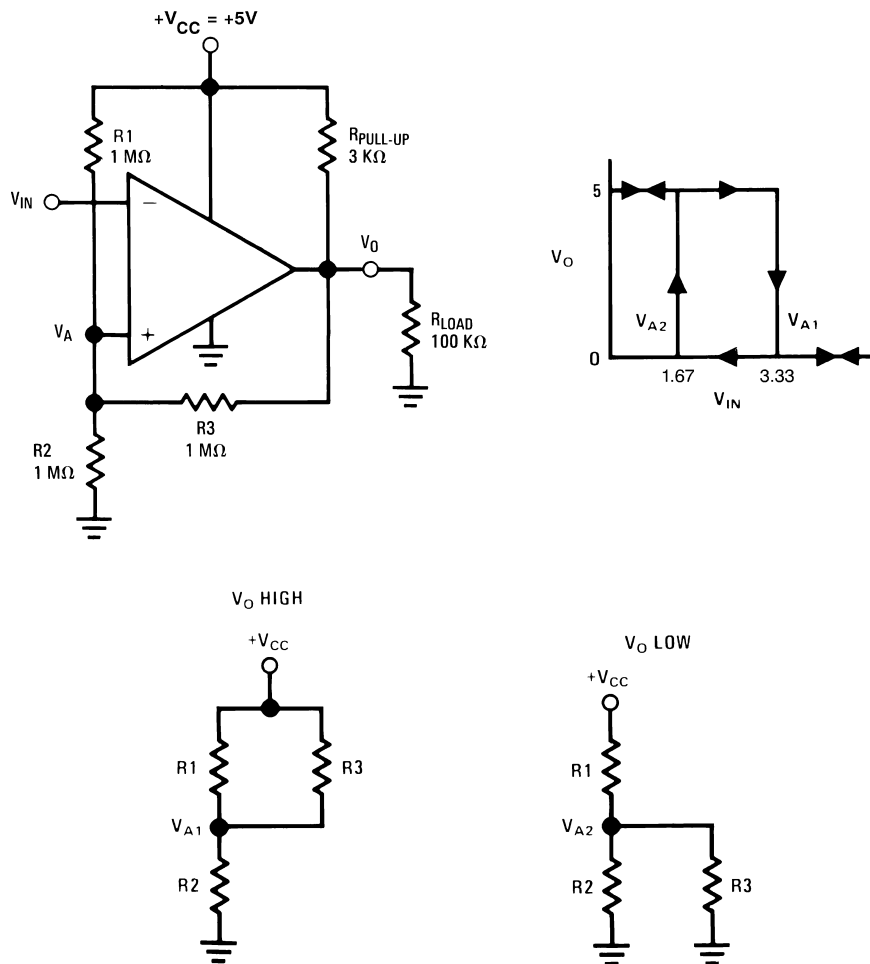 +VCC = +5V
R1
1 MΩ
RPULL-UP
3 KΩ
VIN
−
VO
VA
+
RLOAD
100 KΩ
R3
1 MΩ
R2
1 MΩ
5
VO
VA2
VA1
0
1.67
3.33
VIN
VO HIGH
+VCC
R1
R3
VA1
R2
VO LOW
+VCC
R1
VA2
R2
R3